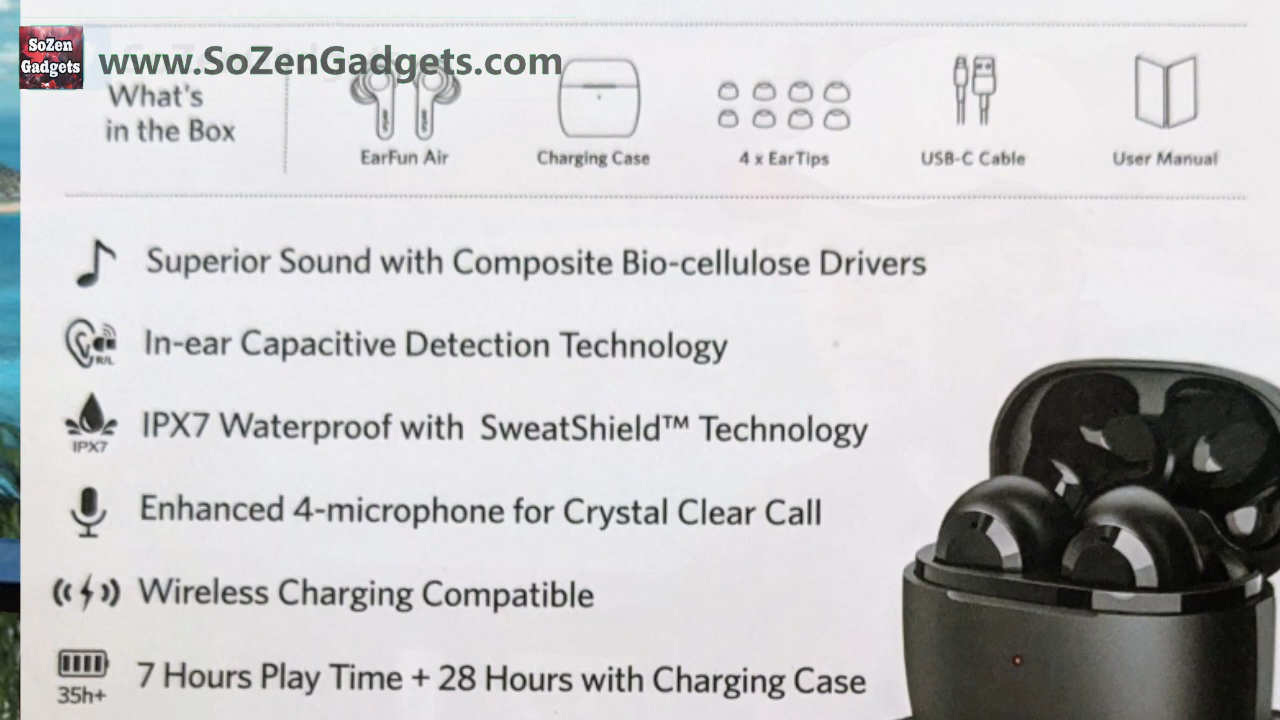 SoZen
Gadgets
www.SoZenGadgets.com
What's
in the Box
EarFun Air
Charging Case
4 x EarTips
USB-C Cable
User Manual
Superior Sound with Composite Bio-cellulose Drivers
R/L
In-ear Capacitive Detection Technology
IPX7
IPX7 Waterproof with SweatShield™ Technology
Enhanced 4-microphone for Crystal Clear Call
Wireless Charging Compatible
35h+
7 Hours Play Time + 28 Hours with Charging Case